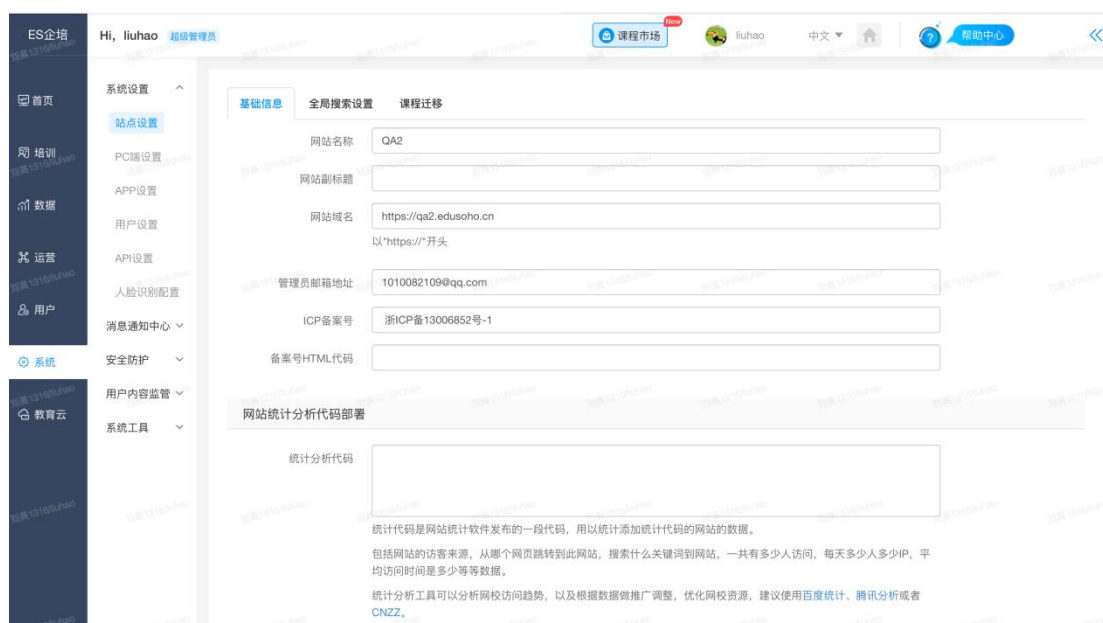 ES企培
Hi, liuhao 超级管理员
课程市场
New
liuhao
中文
帮助中心
首页
培训
数据
运营
用户
系统
教育云
系统设置
站点设置
PC端设置
APP设置
用户设置
API设置
人脸识别配置
消息通知中心
安全防护
用户内容监管
系统工具
基础信息 全局搜索设置 课程迁移
网站名称 QA2
网站副标题
网站域名 https://qa2.edusoho.cn
以"https://"开头
管理员邮箱地址 1010082109@qq.com
ICP备案号 浙ICP备13006852号-1
备案号HTML代码
网站统计分析代码部署
统计分析代码
统计代码是网站统计软件发布的一段代码，用以统计添加统计代码的网站的数据。
包括网站的访客来源，从哪个网页跳转到此网站，搜索什么关键词到网站，一共有多少人访问，每天多少人多少IP，平
均访问时间是多少等等数据。
统计分析工具可以分析网校访问趋势，以及根据数据做推广调整，优化网校资源，建议使用百度统计、腾讯分析或者
CNZZ。